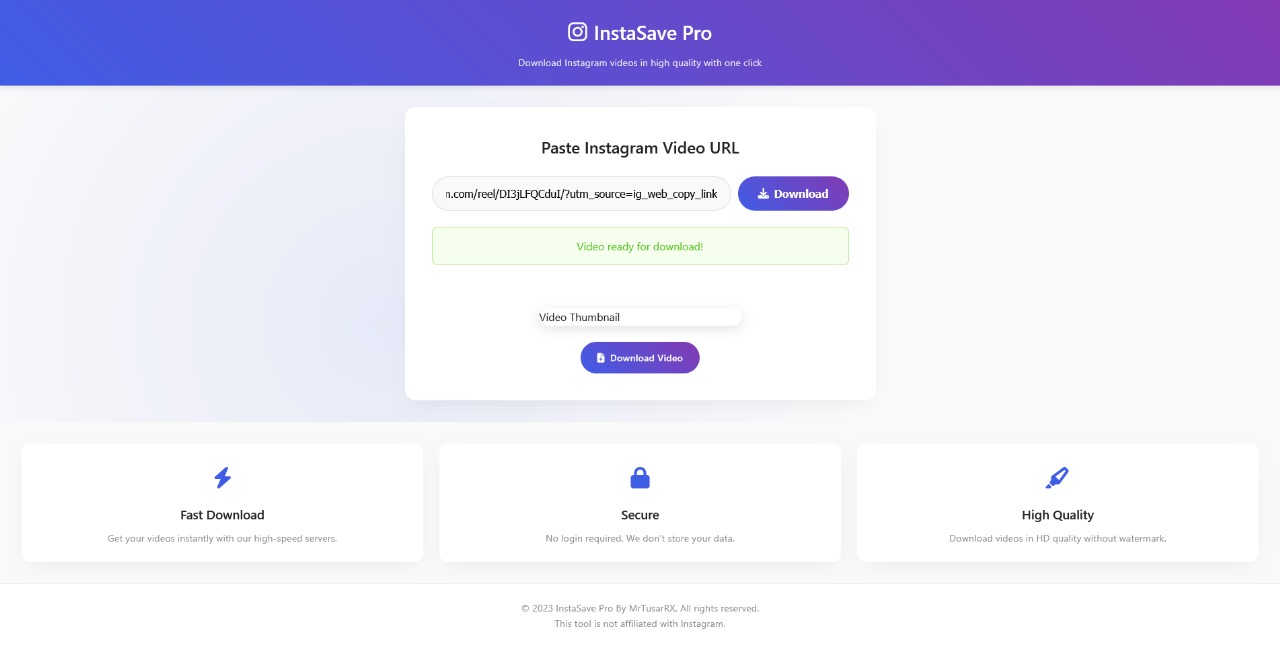 InstaSave Pro
Download Instagram videos in high quality with one click
Paste Instagram Video URL
n.com/reel/DI3jLFQCduI/?utm_source=ig_web_copy_link
Download
Video ready for download!
Video Thumbnail
Download Video
Fast Download
Get your videos instantly with our high-speed servers.
Secure
No login required. We don't store your data.
High Quality
Download videos in HD quality without watermark.
© 2023 InstaSave Pro By MrTusarRX. All rights reserved.
This tool is not affiliated with Instagram.